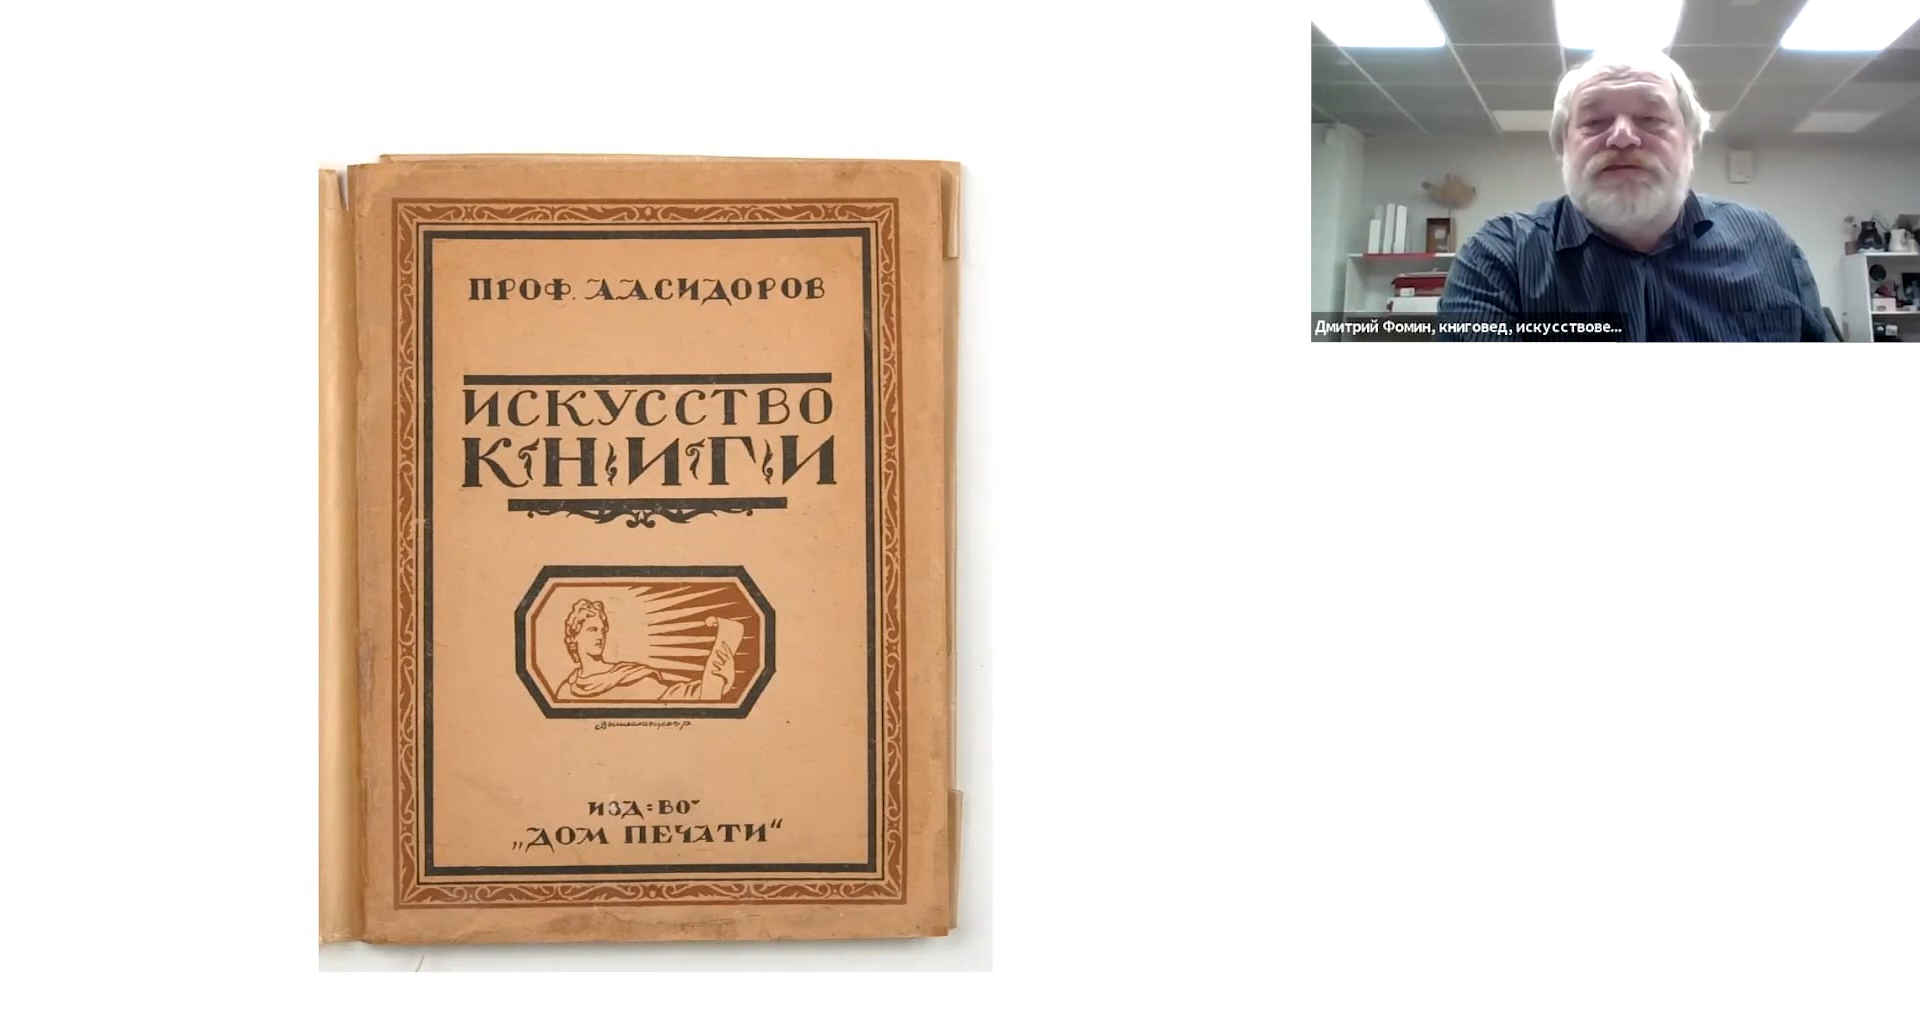 ПРОФ. А.А.СИДОРОВ
ИСКУССТВО
КНИГИ
ИЗД=ВО
„ДОМ ПЕЧАТИ“
Дмитрий Фомин, книговед, искусствове...